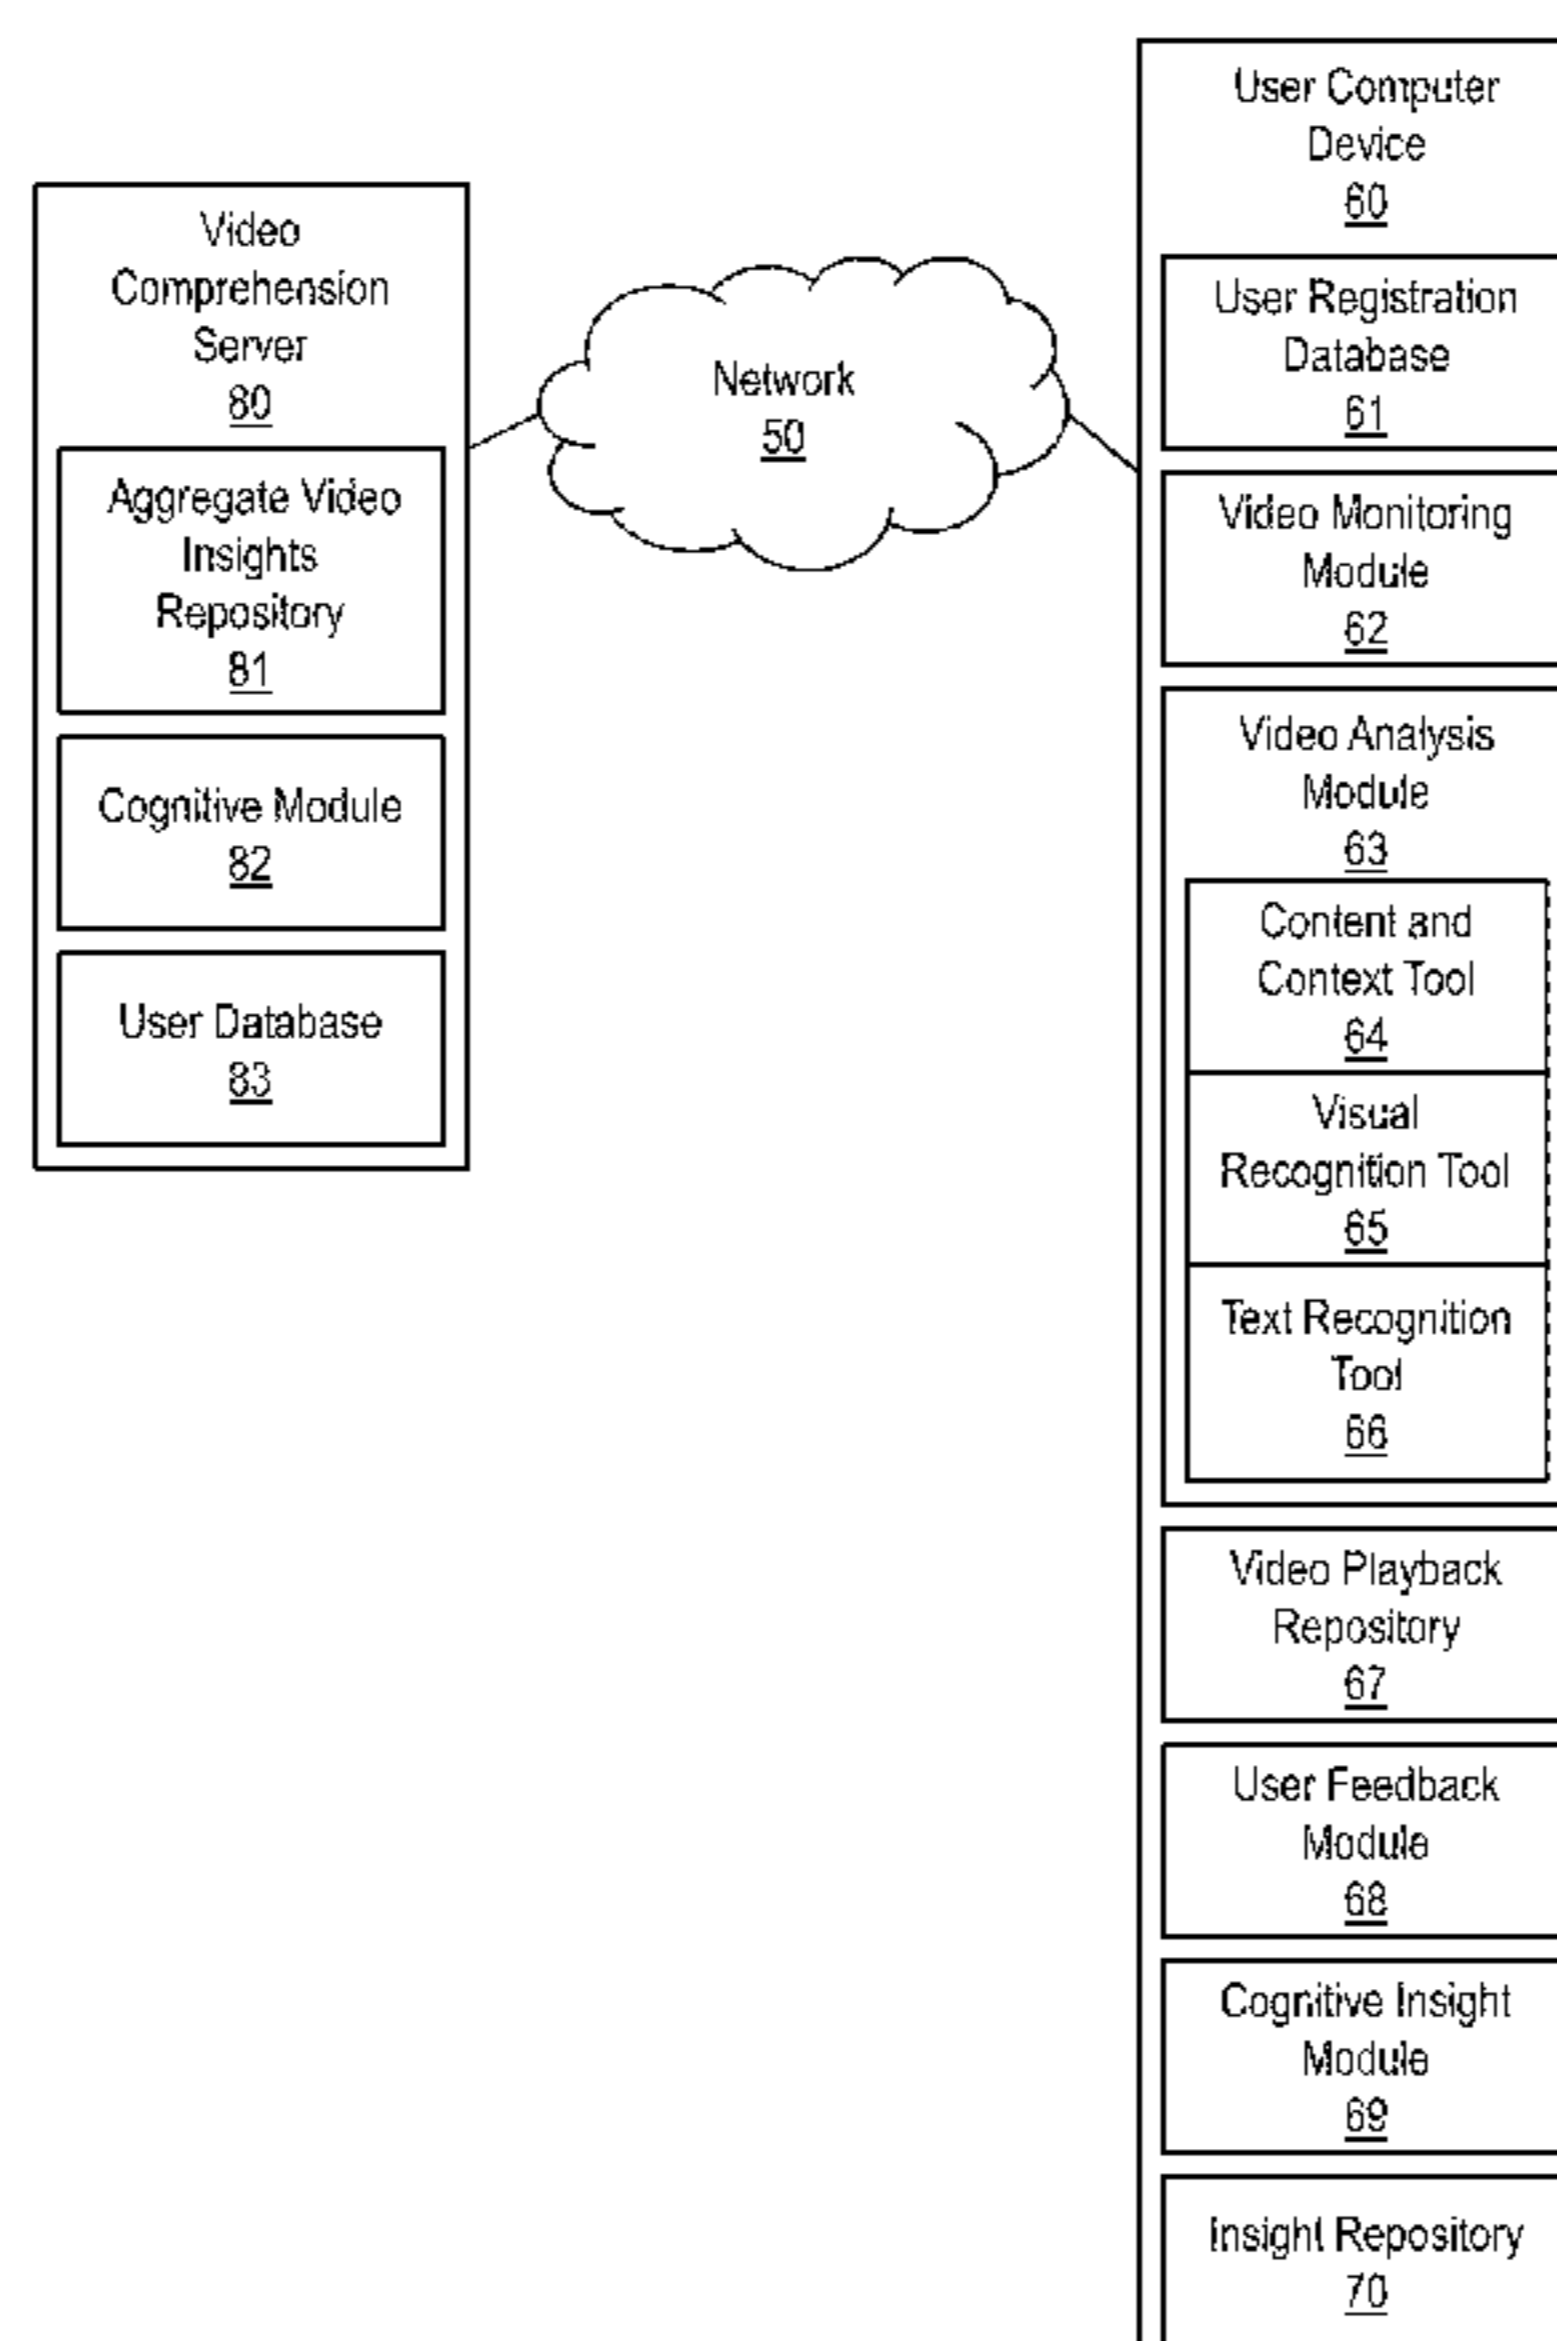 Video
Comprehension
Server
80
Aggregate Video
Insights
Repository
81
Cognitive Module
82
User Database
83
Network
50
User Computer
Device
60
User Registration
Database
61
Video Monitoring
Module
62
Video Analysis
Module
63
Content and
Context Tool
64
Visual
Recognition Tool
65
Text Recognition
Tool
66
Video Playback
Repository
67
User Feedback
Module
68
Cognitive Insight
Module
69
Insight Repository
70